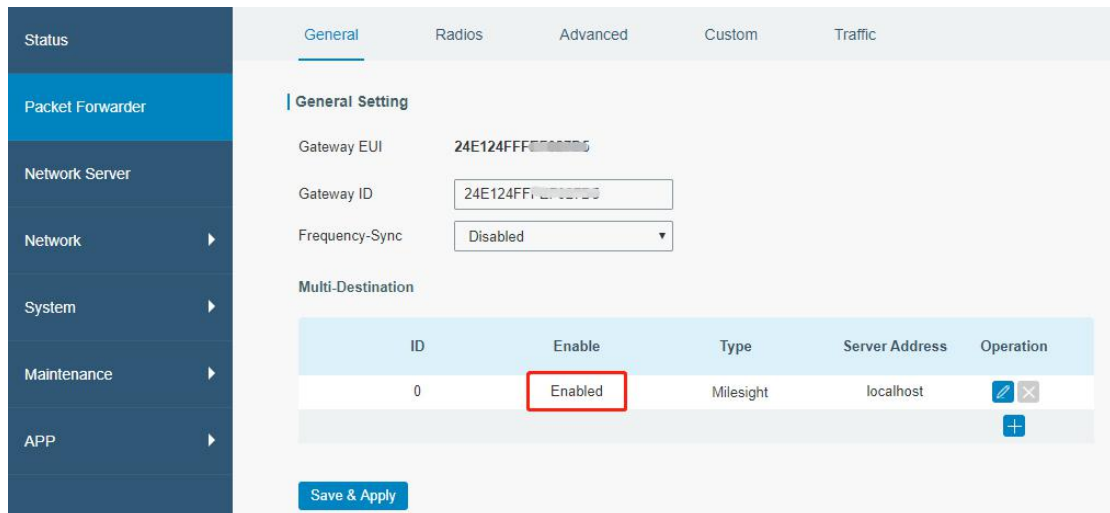 Status
Packet Forwarder
Network Server
Network
System
Maintenance
APP
General Radios Advanced Custom Traffic
General Setting
Gateway EUI
Gateway ID
Frequency-Sync Disabled
Multi-Destination
ID Enable Type Server Address Operation
0 Enabled Milesight localhost
Save & Apply